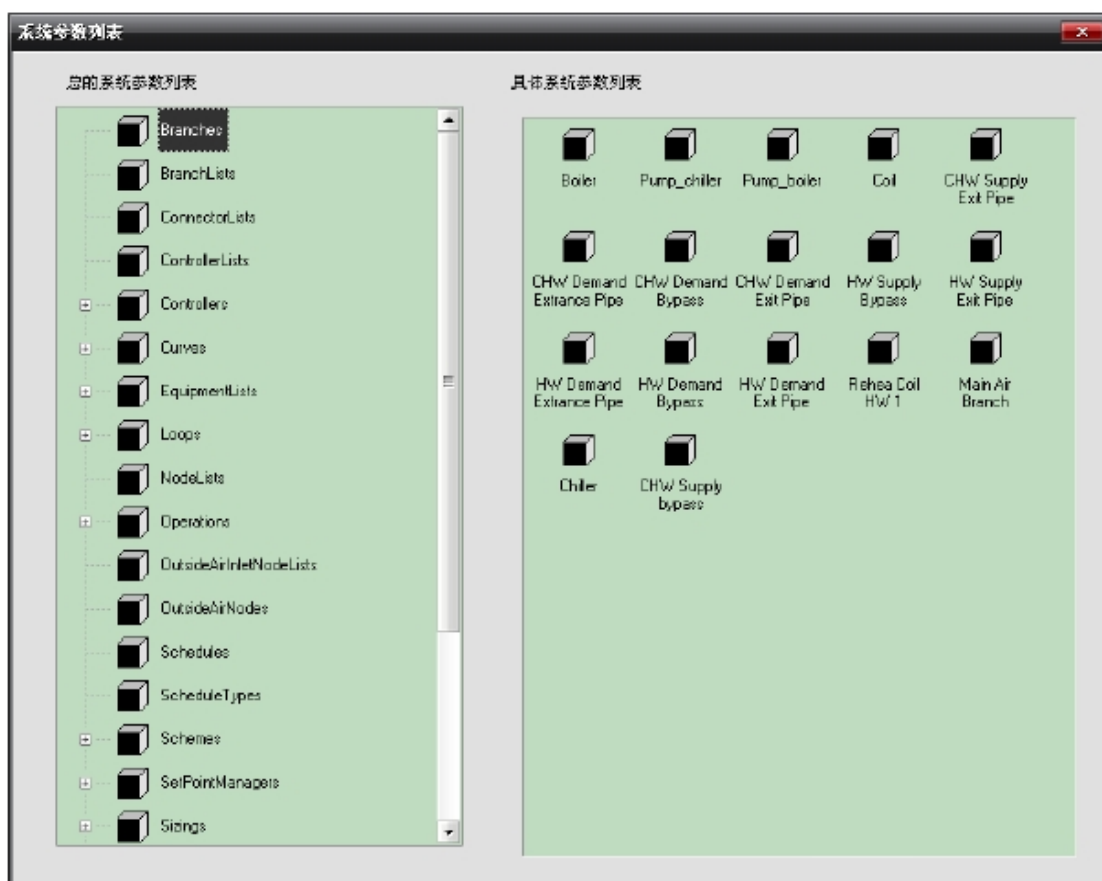 系统参数列表
总的系统参数列表
具体系统参数列表
Branches
BranchLists
ConnectorLists
ControllerLists
Controllers
Curves
EquipmentLists
Loops
NodeLists
Operations
OutsideAirInletNodeLists
OutsideAirNodes
Schedules
ScheduleTypes
Schemes
SetPointManagers
Sizings
Boiler
Pump_chiller
Pump_boiler
Coil
CHW Supply
Exit Pipe
CHW Demand
Extrance Pipe
CHW Demand
Bypass
CHW Demand
Exit Pipe
HW Supply
Bypass
HW Supply
Exit Pipe
HW Demand
Extrance Pipe
HW Demand
Bypass
HW Demand
Exit Pipe
Rehea Coil
HW 1
Main Air
Branch
Chiller
CHW Supply
bypass